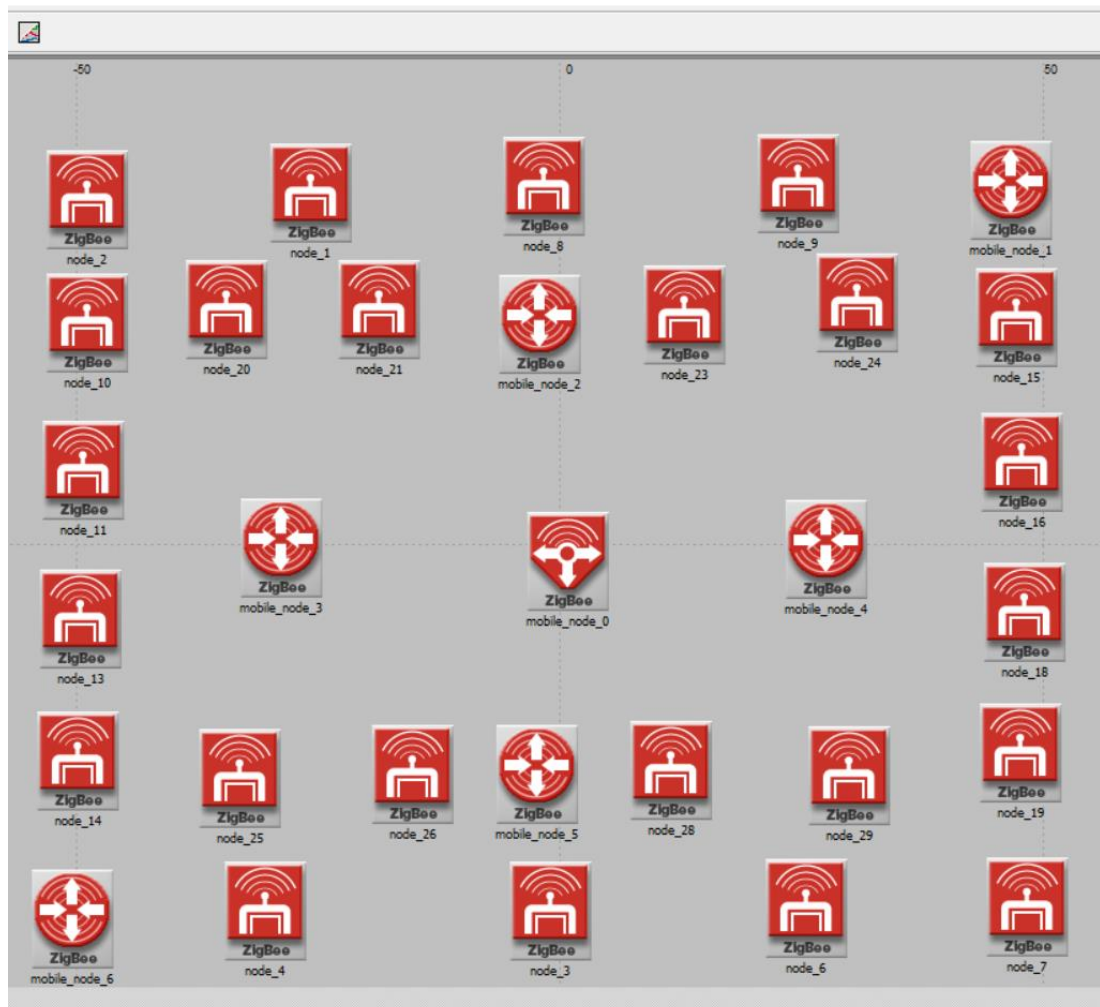 -50 0 50
ZigBee ZigBee ZigBee ZigBee ZigBee
node_2 node_1 node_8 node_9 mobile_node_1
ZigBee ZigBee ZigBee ZigBee ZigBee ZigBee ZigBee
node_10 node_20 node_21 mobile_node_2 node_23 node_24 node_15
ZigBee ZigBee
node_11 node_16
ZigBee ZigBee ZigBee
mobile_node_3 mobile_node_0 mobile_node_4
ZigBee ZigBee
node_13 node_18
ZigBee ZigBee ZigBee ZigBee ZigBee ZigBee ZigBee
node_14 node_25 node_26 mobile_node_5 node_28 node_29 node_19
ZigBee ZigBee ZigBee ZigBee ZigBee
mobile_node_6 node_4 node_3 node_6 node_7